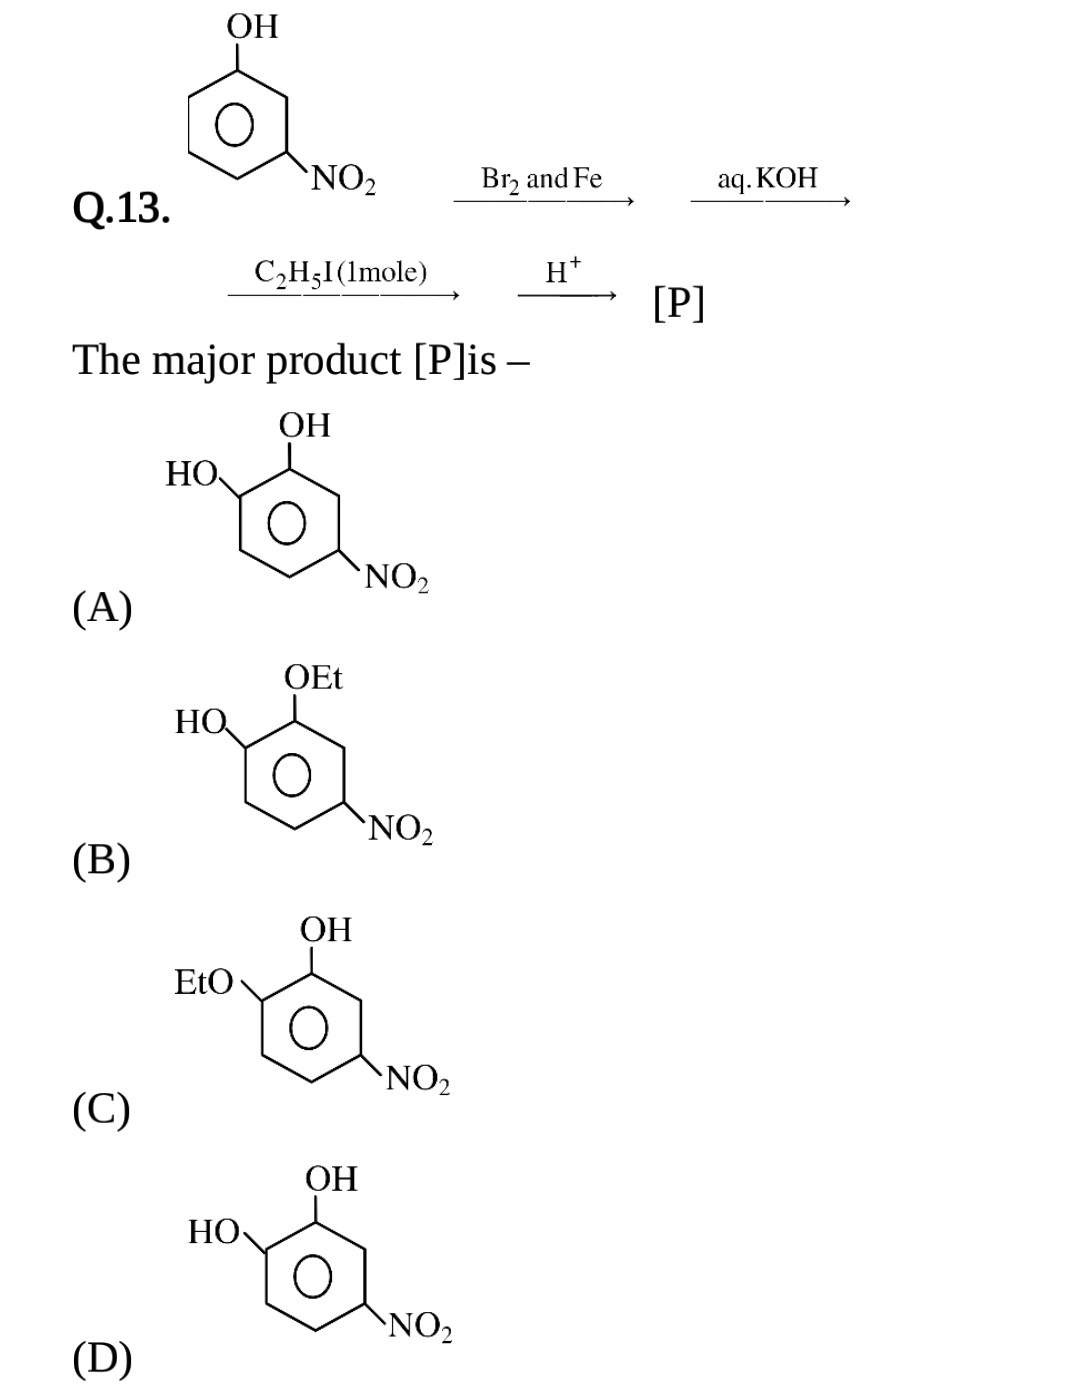 OH
NO₂
Q.13.
Br₂ and Fe
aq. KOH
C₂H₅I (1mole)
H⁺
[P]
The major product [P]is –
OH
HO
NO₂
(A)
OEt
HO
NO₂
(B)
OH
EtO
NO₂
(C)
OH
HO
NO₂
(D)